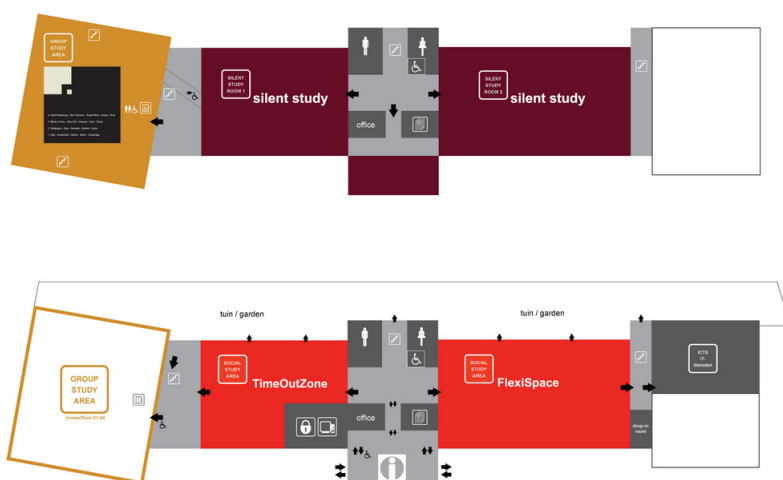 GROUP
STUDY
AREA
SILENT
STUDY
ROOM 1
silent study
SILENT
STUDY
ROOM 2
silent study
office
tuin / garden
tuin / garden
GROUP
STUDY
AREA
SOCIAL
STUDY
AREA
TimeOutZone
SOCIAL
STUDY
AREA
FlexiSpace
ICTS
IT-
diensten
office
drop-in
room